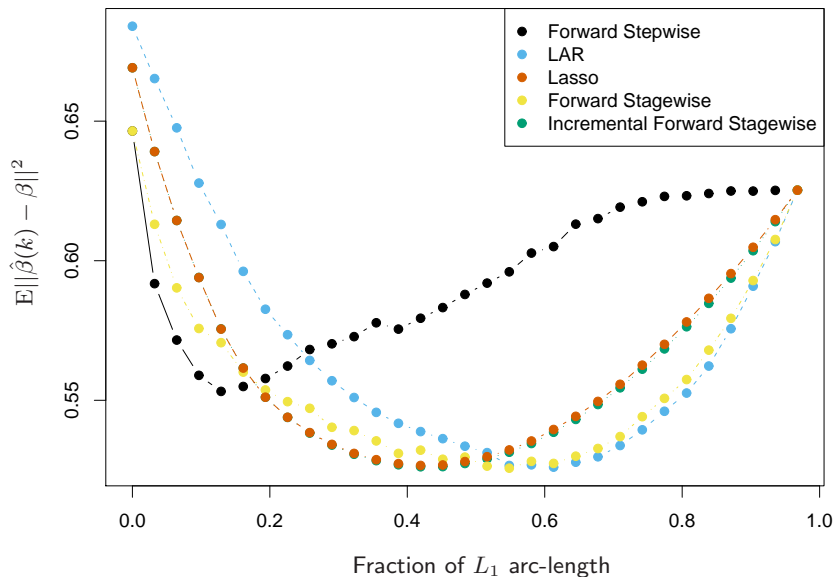 Forward Stepwise
LAR
Lasso
Forward Stagewise
Incremental Forward Stagewise
0.65
0.60
0.55
E||β̂(k) − β||²
0.0 0.2 0.4 0.6 0.8 1.0
Fraction of L₁ arc-length